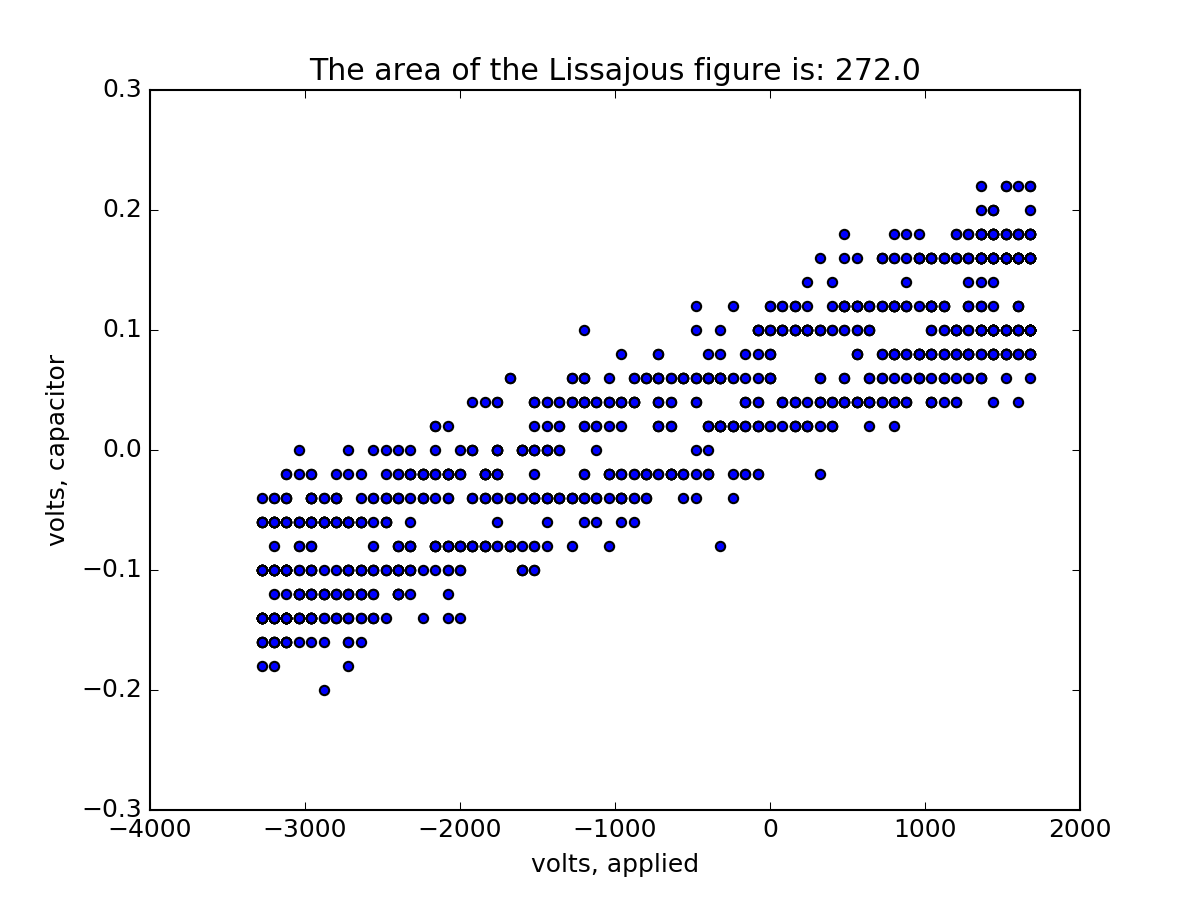 The area of the Lissajous figure is: 272.0
0.3
0.2
0.1
0.0
−0.1
−0.2
−0.3
volts, capacitor
−4000 −3000 −2000 −1000 0 1000 2000
volts, applied